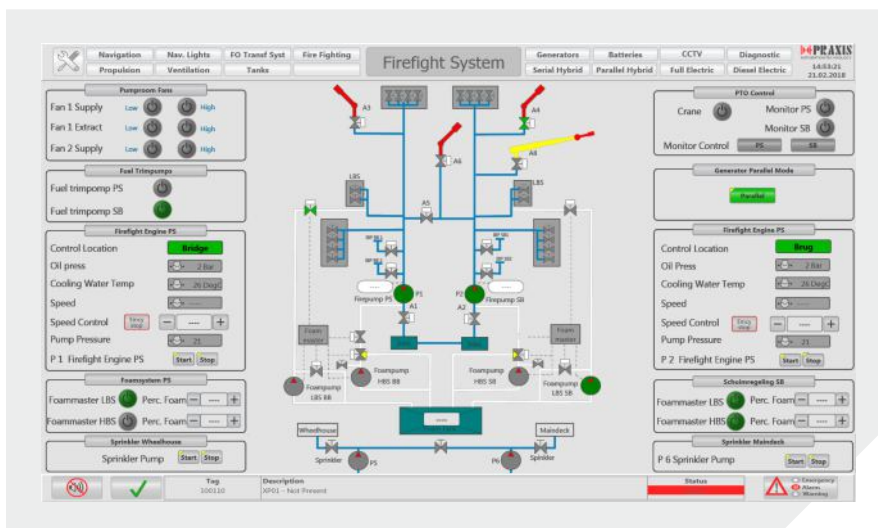 Navigation Nav. Lights FO Transf Syst Fire Fighting Firefight System Generators Batteries CCTV Diagnostic PRAXIS
Propulsion Ventilation Tanks Serial Hybrid Parallel Hybrid Full Electric Diesel Electric 14:53:21
21.02.2018
Pumproom Fans
Fan 1 Supply Low High
Fan 1 Extract Low High
Fan 2 Supply Low High
Fuel Trimpumps
Fuel trimpomp PS
Fuel trimpomp SB
Firefight Engine PS
Control Location Bridge
Oil press 2 Bar
Cooling Water Temp 26 DegC
Speed ----
Speed Control − ---- +
Pump Pressure 21
P 1 Firefight Engine PS Start Stop
Foamsystem PS
Foammaster LBS Perc. Foam − ---- +
Foammaster HBS Perc. Foam − ---- +
Sprinkler Wheelhouse
Sprinkler Pump Start Stop
A3
A4
A6
A8
LBS
LBS
A5
Firepump PS
P1
P2
Firepump SB
A1
A2
Foam
master
Foam
master
Foampump
HBS BB
Foampump
HBS SB
Foampump
LBS BB
Foampump
LBS SB
----
Wheelhouse
Maindeck
Sprinkler
P5
P6
Sprinkler
PTO Control
Crane Monitor PS
Monitor SB
Monitor Control PS SB
Generator Parallel Mode
Parallel
Firefight Engine PS
Control Location Brug
Oil Press 2 Bar
Cooling Water Temp 26 DegC
Speed ----
Speed Control − ---- +
Pump Pressure 21
P 2 Firefight Engine PS Start Stop
Schuimregeling SB
Foammaster LBS Perc. Foam − ---- +
Foammaster HBS Perc. Foam − ---- +
Sprinkler Maindeck
P 6 Sprinkler Pump Start Stop
Tag Description Status
100110 XP01 - Not Present
Emergency
Alarm
Warning